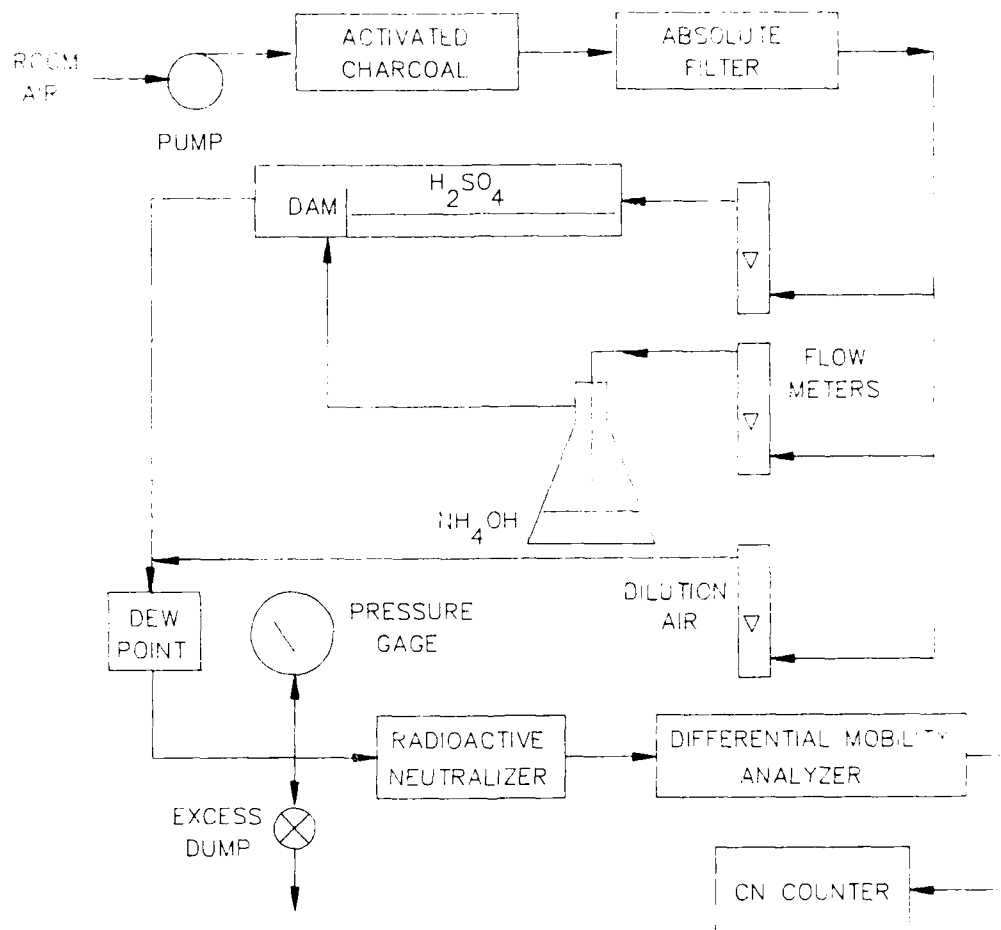 ROOM
AIR
PUMP
ACTIVATED
CHARCOAL
ABSOLUTE
FILTER
DAM
H2SO4
FLOW
METERS
NH4OH
DILUTION
AIR
DEW
POINT
PRESSURE
GAGE
RADIOACTIVE
NEUTRALIZER
DIFFERENTIAL MOBILITY
ANALYZER
EXCESS
DUMP
CN COUNTER